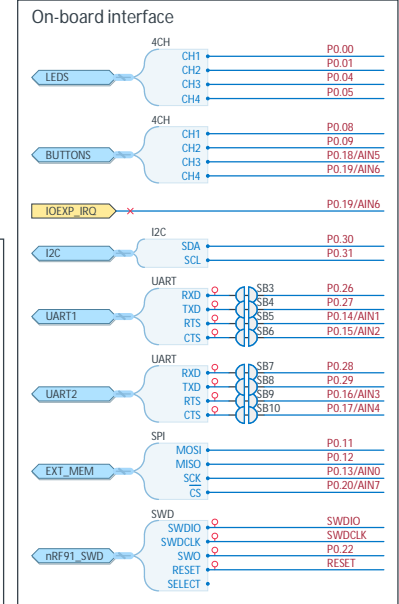 On-board interface
4CH
LEDS
CH1 P0.00
CH2 P0.01
CH3 P0.04
CH4 P0.05
4CH
BUTTONS
CH1 P0.08
CH2 P0.09
CH3 P0.18/AIN5
CH4 P0.19/AIN6
IOEXP_IRQ P0.19/AIN6
I2C
I2C
SDA P0.30
SCL P0.31
UART
UART1
RXD SB3 P0.26
TXD SB4 P0.27
RTS SB5 P0.14/AIN1
CTS SB6 P0.15/AIN2
UART
UART2
RXD SB7 P0.28
TXD SB8 P0.29
RTS SB9 P0.16/AIN3
CTS SB10 P0.17/AIN4
SPI
EXT_MEM
MOSI P0.11
MISO P0.12
SCK P0.13/AIN0
CS P0.20/AIN7
SWD
nRF91_SWD
SWDIO SWDIO
SWDCLK SWDCLK
SWO P0.22
RESET RESET
SELECT